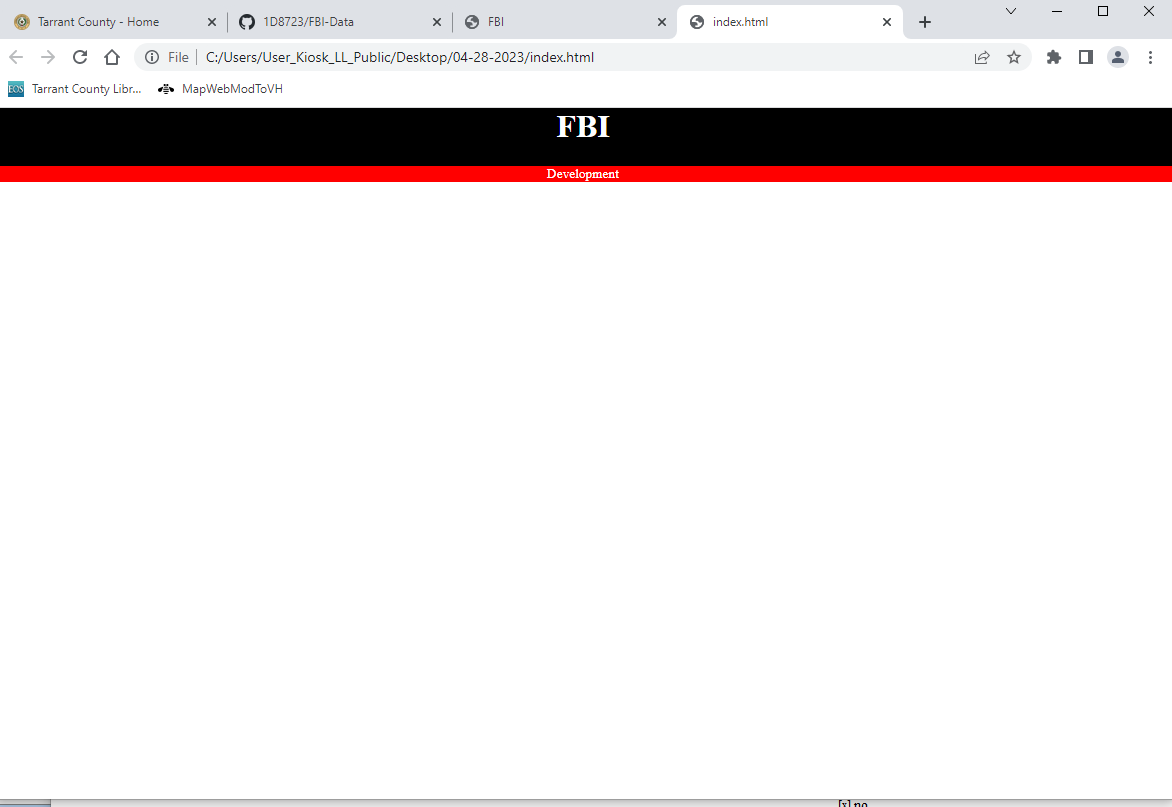 Tarrant County - Home
1D8723/FBI-Data
FBI
index.html
File
C:/Users/User_Kiosk_LL_Public/Desktop/04-28-2023/index.html
EOS
Tarrant County Libr...
MapWebModToVH
FBI
Development
[x] no